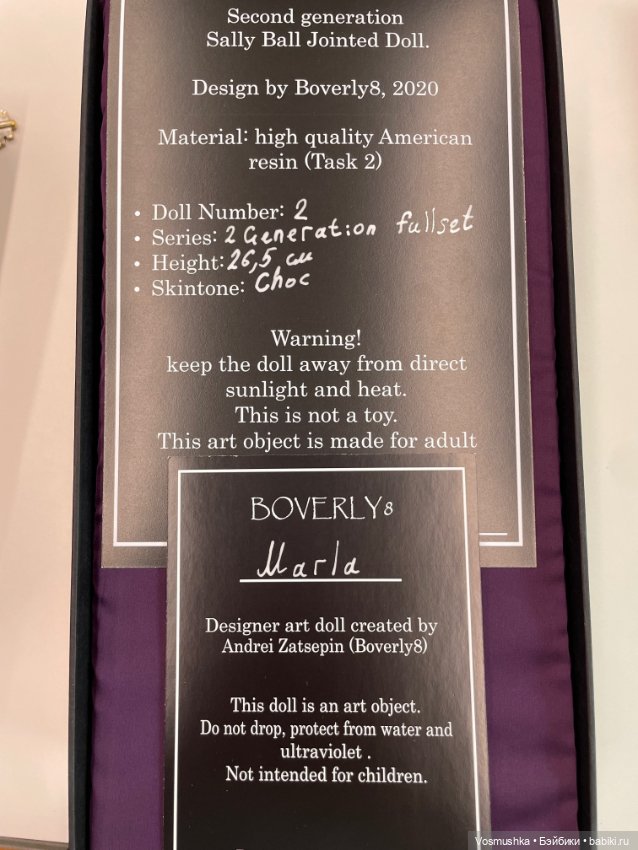 Second generation
Sally Ball Jointed Doll.
Design by Boverly8, 2020
Material: high quality American
resin (Task 2)
• Doll Number: 2
• Series: 2 Generation fullset
• Height: 26,5 см
• Skintone: Choc
Warning!
keep the doll away from direct
sunlight and heat.
This is not a toy.
This art object is made for adult
BOVERLY8
Marla
Designer art doll created by
Andrei Zatsepin (Boverly8)
This doll is an art object.
Do not drop, protect from water and
ultraviolet .
Not intended for children.
Vosmushka • Бэйбики • babiki.ru